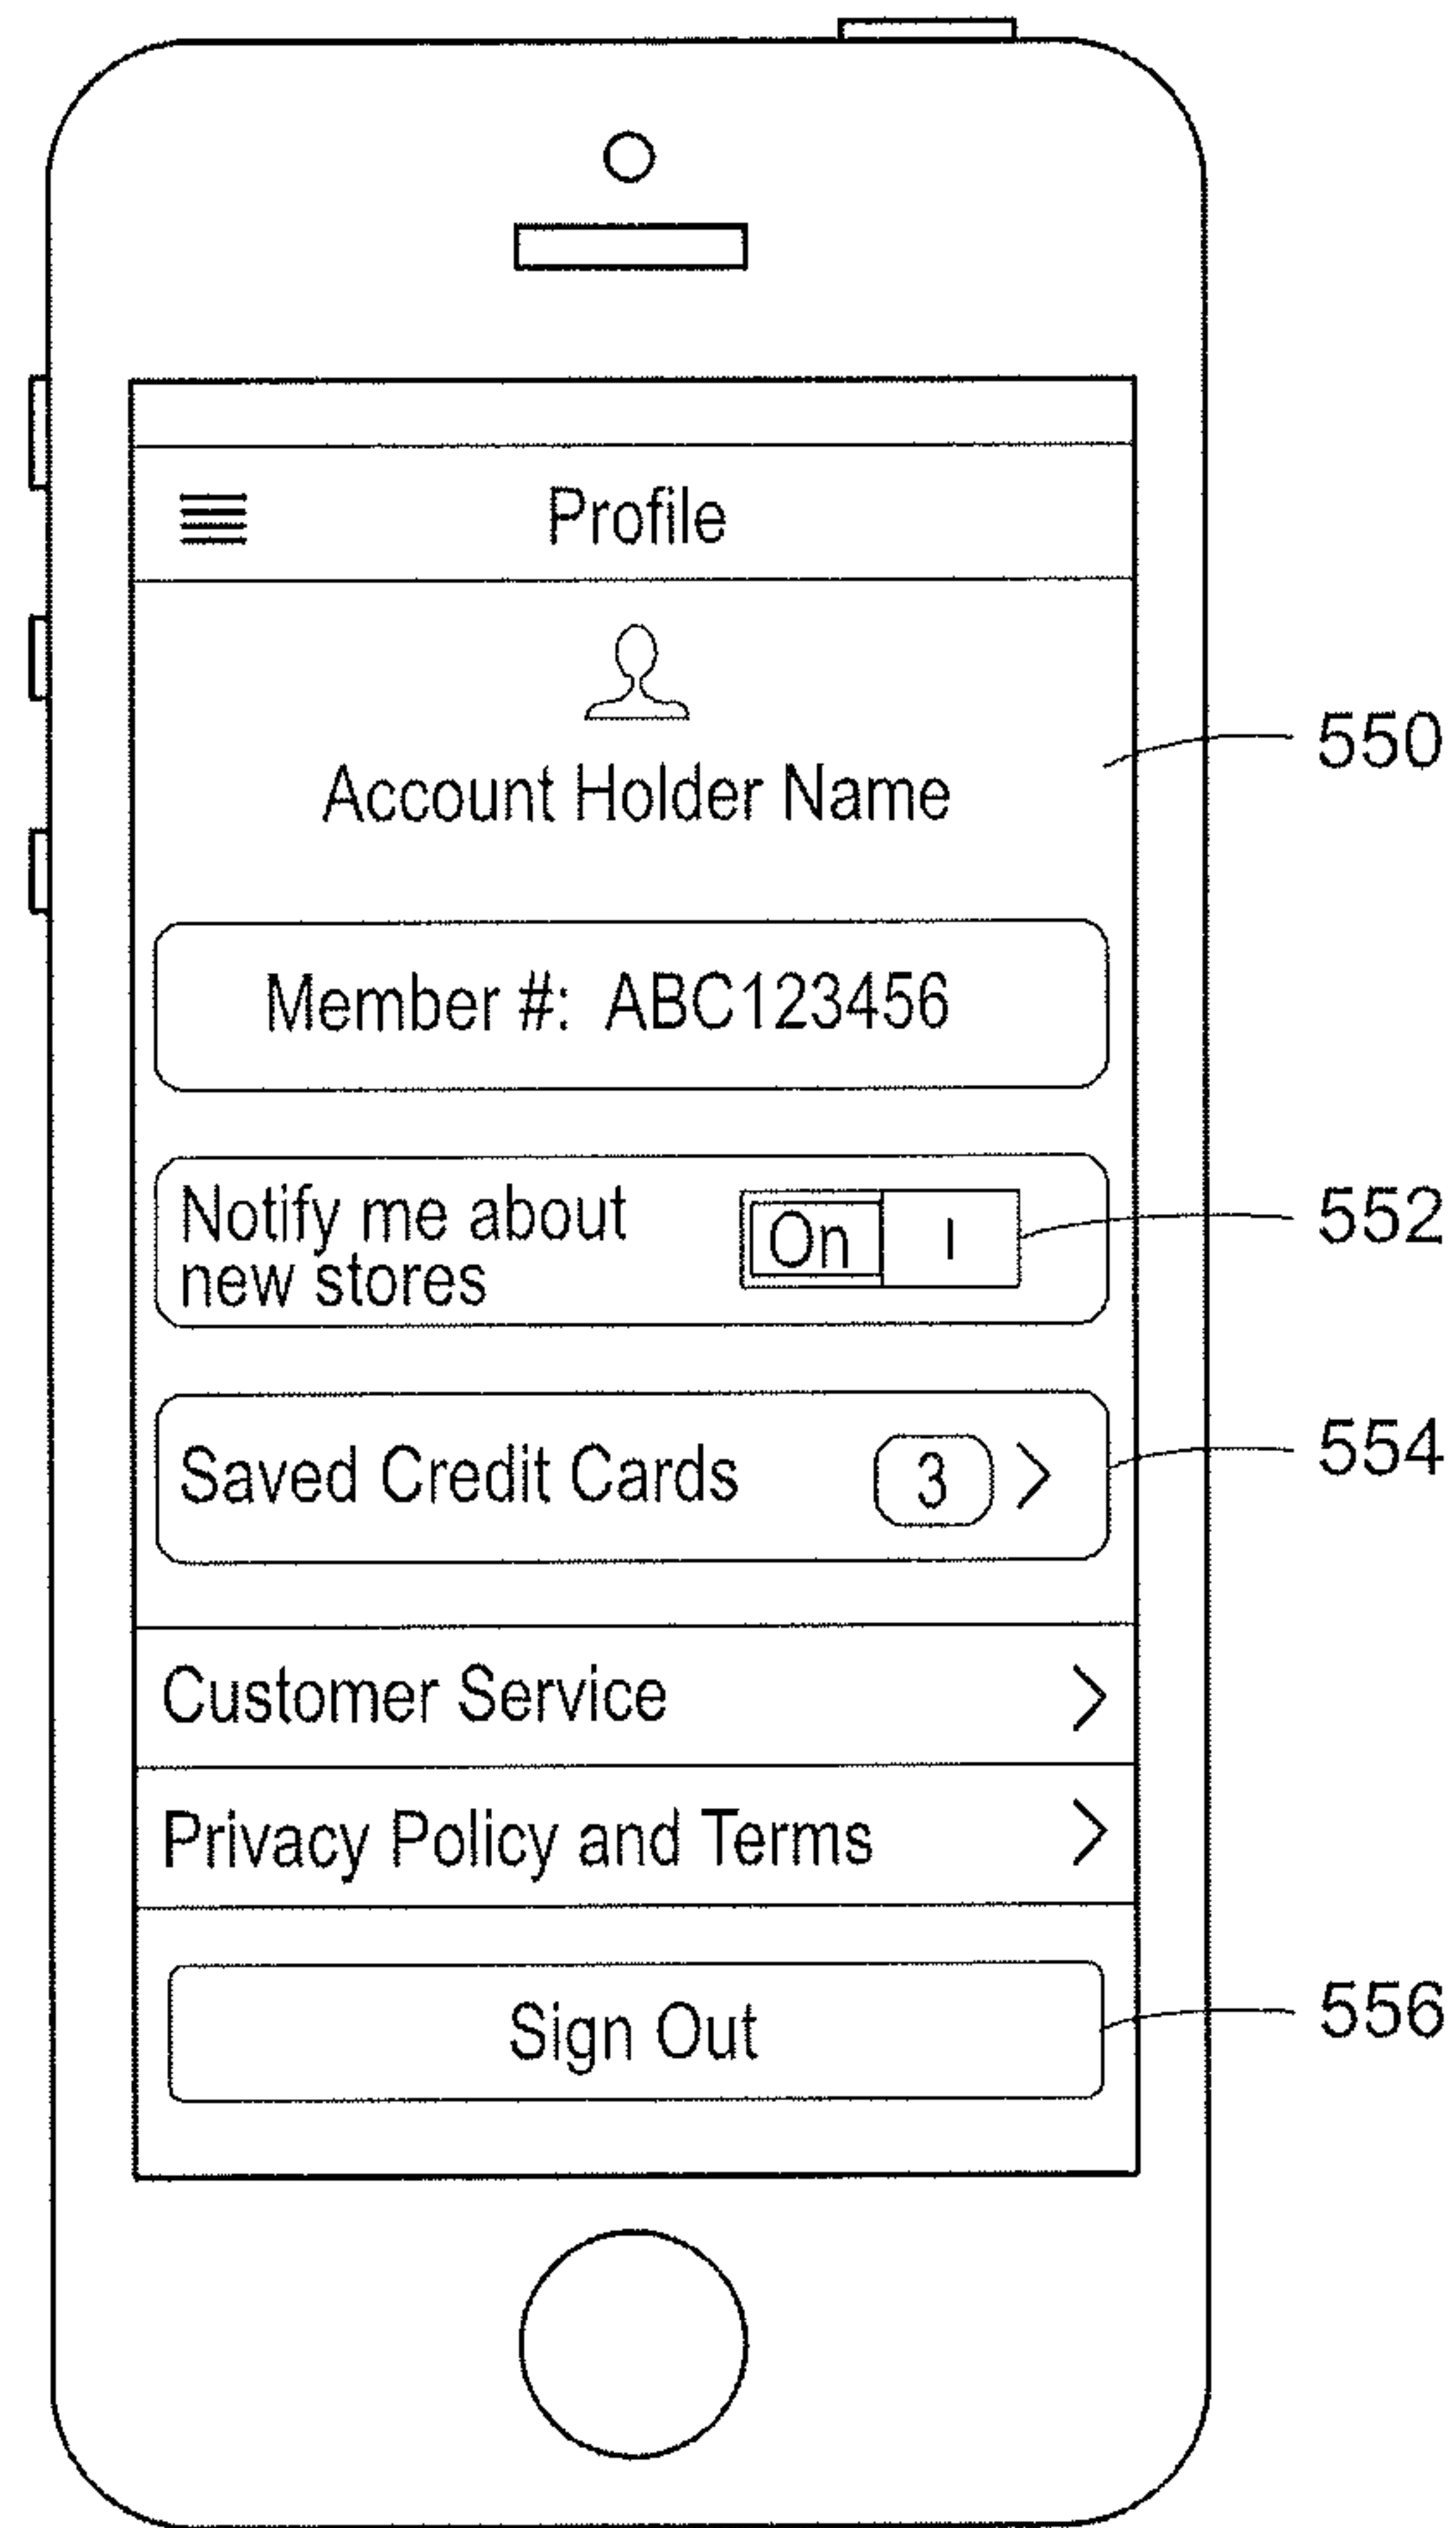 Profile
Account Holder Name
550
Member #: ABC123456
Notify me about
new stores
On I
552
Saved Credit Cards 3 >
554
Customer Service >
Privacy Policy and Terms >
Sign Out
556